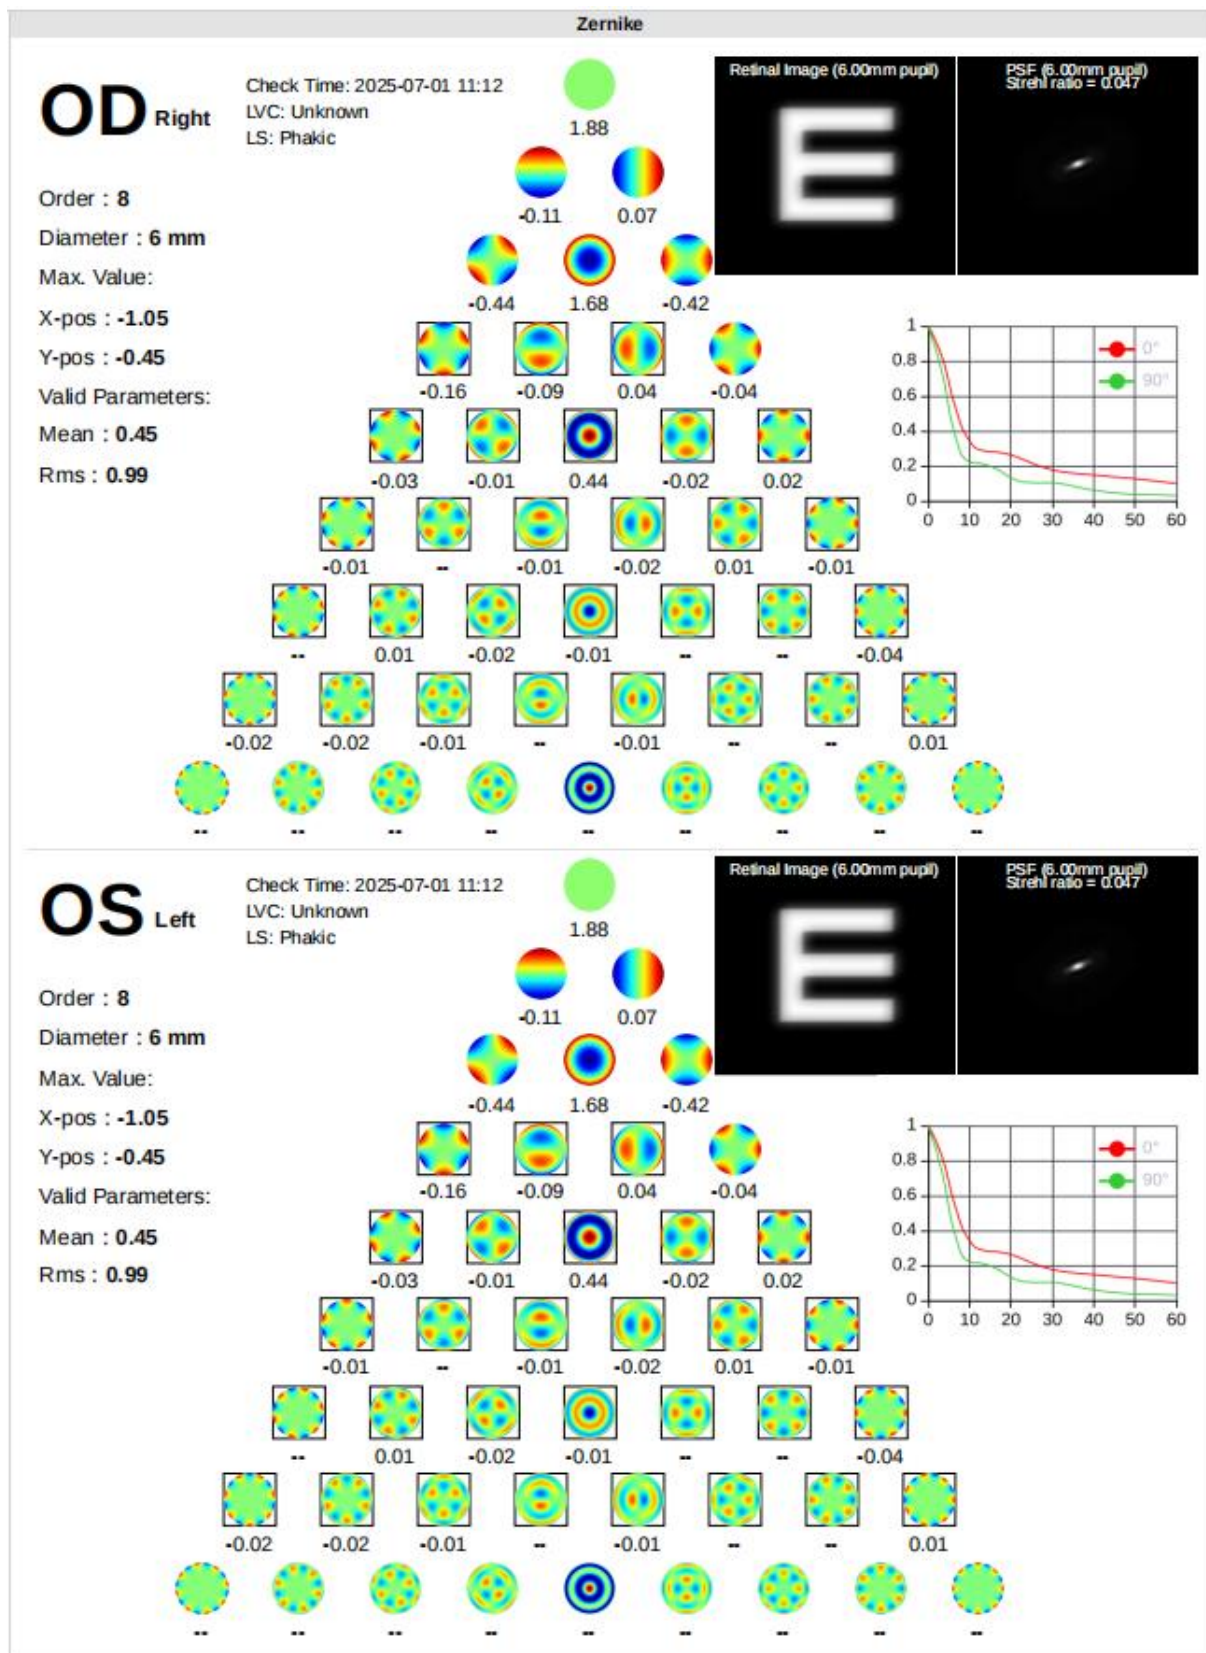 Zernike
OD Right
Check Time: 2025-07-01 11:12
LVC: Unknown
LS: Phakic
Order : 8
Diameter : 6 mm
Max. Value:
X-pos : -1.05
Y-pos : -0.45
Valid Parameters:
Mean : 0.45
Rms : 0.99
1.88
-0.11 0.07
-0.44 1.68 -0.42
-0.16 -0.09 0.04 -0.04
-0.03 -0.01 0.44 -0.02 0.02
-0.01 -- -0.01 -0.02 0.01 -0.01
-- 0.01 -0.02 -0.01 -- -- -0.04
-0.02 -0.02 -0.01 -- -0.01 -- -- 0.01
-- -- -- -- -- -- -- -- --
Retinal Image (6.00mm pupil)
E
PSF (6.00mm pupil)
Strehl ratio = 0.047
1
0.8
0.6
0.4
0.2
0
0 10 20 30 40 50 60
0°
90°
OS Left
Check Time: 2025-07-01 11:12
LVC: Unknown
LS: Phakic
Order : 8
Diameter : 6 mm
Max. Value:
X-pos : -1.05
Y-pos : -0.45
Valid Parameters:
Mean : 0.45
Rms : 0.99
1.88
-0.11 0.07
-0.44 1.68 -0.42
-0.16 -0.09 0.04 -0.04
-0.03 -0.01 0.44 -0.02 0.02
-0.01 -- -0.01 -0.02 0.01 -0.01
-- 0.01 -0.02 -0.01 -- -- -0.04
-0.02 -0.02 -0.01 -- -0.01 -- -- 0.01
-- -- -- -- -- -- -- -- --
Retinal Image (6.00mm pupil)
E
PSF (6.00mm pupil)
Strehl ratio = 0.047
1
0.8
0.6
0.4
0.2
0
0 10 20 30 40 50 60
0°
90°